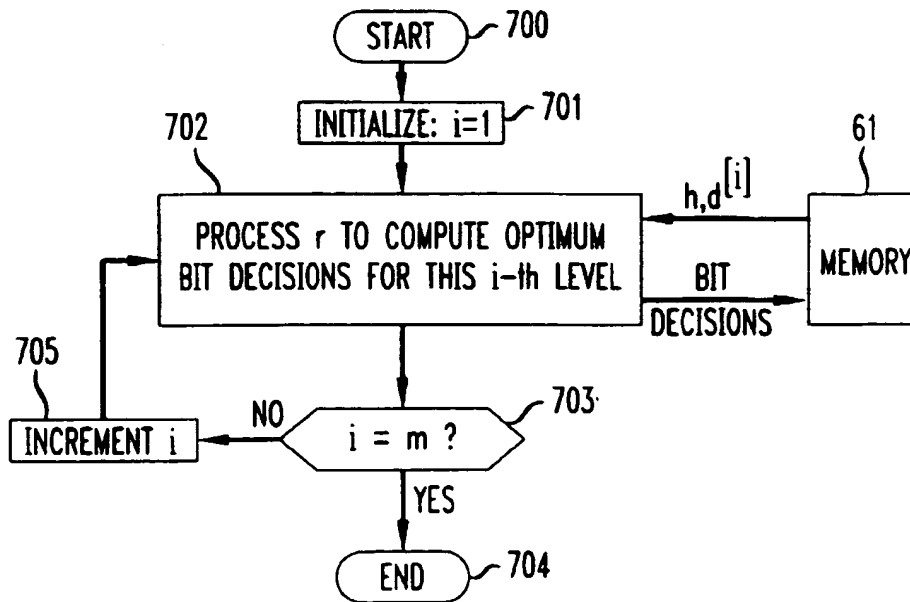 START
700
INITIALIZE: i=1
701
702
PROCESS r TO COMPUTE OPTIMUM
BIT DECISIONS FOR THIS i-th LEVEL
h,d[i]
61
MEMORY
BIT
DECISIONS
705
INCREMENT i
NO
i = m ?
703
YES
END
704